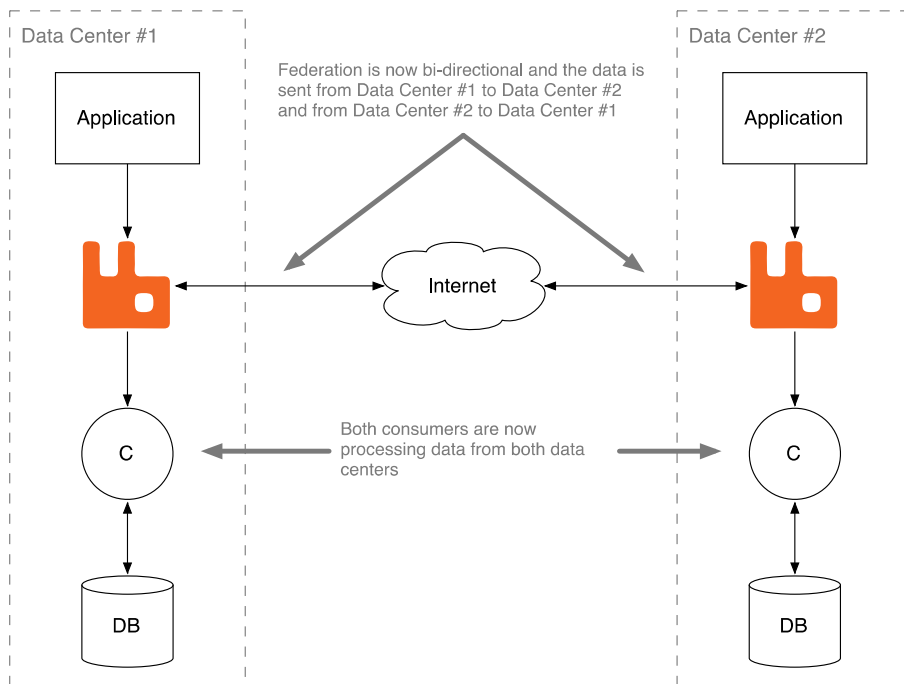 Data Center #1
Data Center #2
Federation is now bi-directional and the data is
sent from Data Center #1 to Data Center #2
and from Data Center #2 to Data Center #1
Application
Application
Internet
Both consumers are now
processing data from both data
centers
C
C
DB
DB